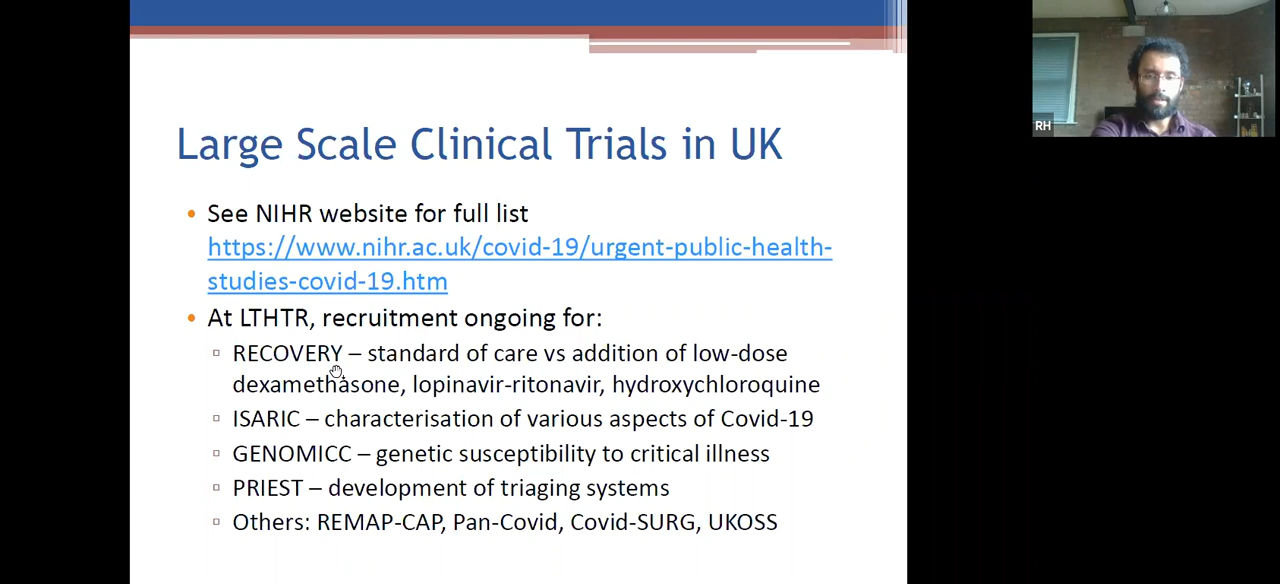 Large Scale Clinical Trials in UK
• See NIHR website for full list
https://www.nihr.ac.uk/covid-19/urgent-public-health-
studies-covid-19.htm
• At LTHTR, recruitment ongoing for:
▫ RECOVERY – standard of care vs addition of low-dose
dexamethasone, lopinavir-ritonavir, hydroxychloroquine
▫ ISARIC – characterisation of various aspects of Covid-19
▫ GENOMICC – genetic susceptibility to critical illness
▫ PRIEST – development of triaging systems
▫ Others: REMAP-CAP, Pan-Covid, Covid-SURG, UKOSS
RH